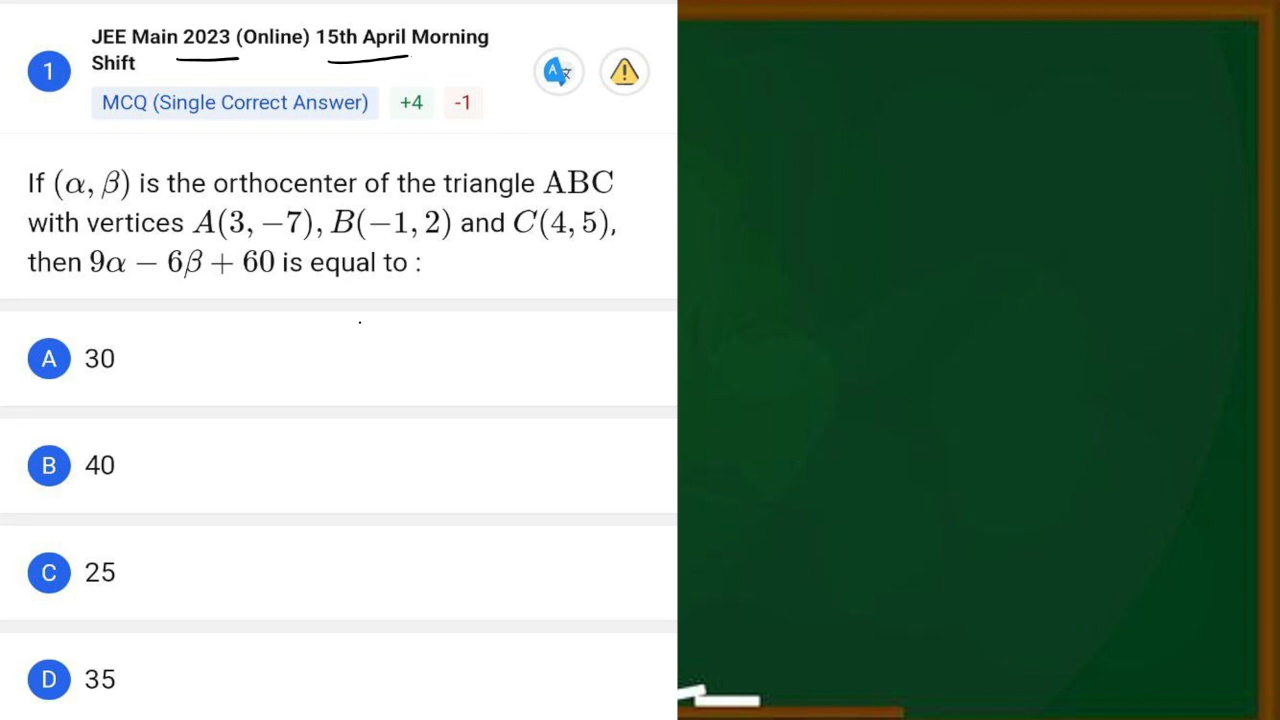 JEE Main 2023 (Online) 15th April Morning
Shift
1
MCQ (Single Correct Answer) +4 -1
If (α, β) is the orthocenter of the triangle ABC
with vertices A(3, −7), B(−1, 2) and C(4, 5),
then 9α − 6β + 60 is equal to :
A 30
B 40
C 25
D 35